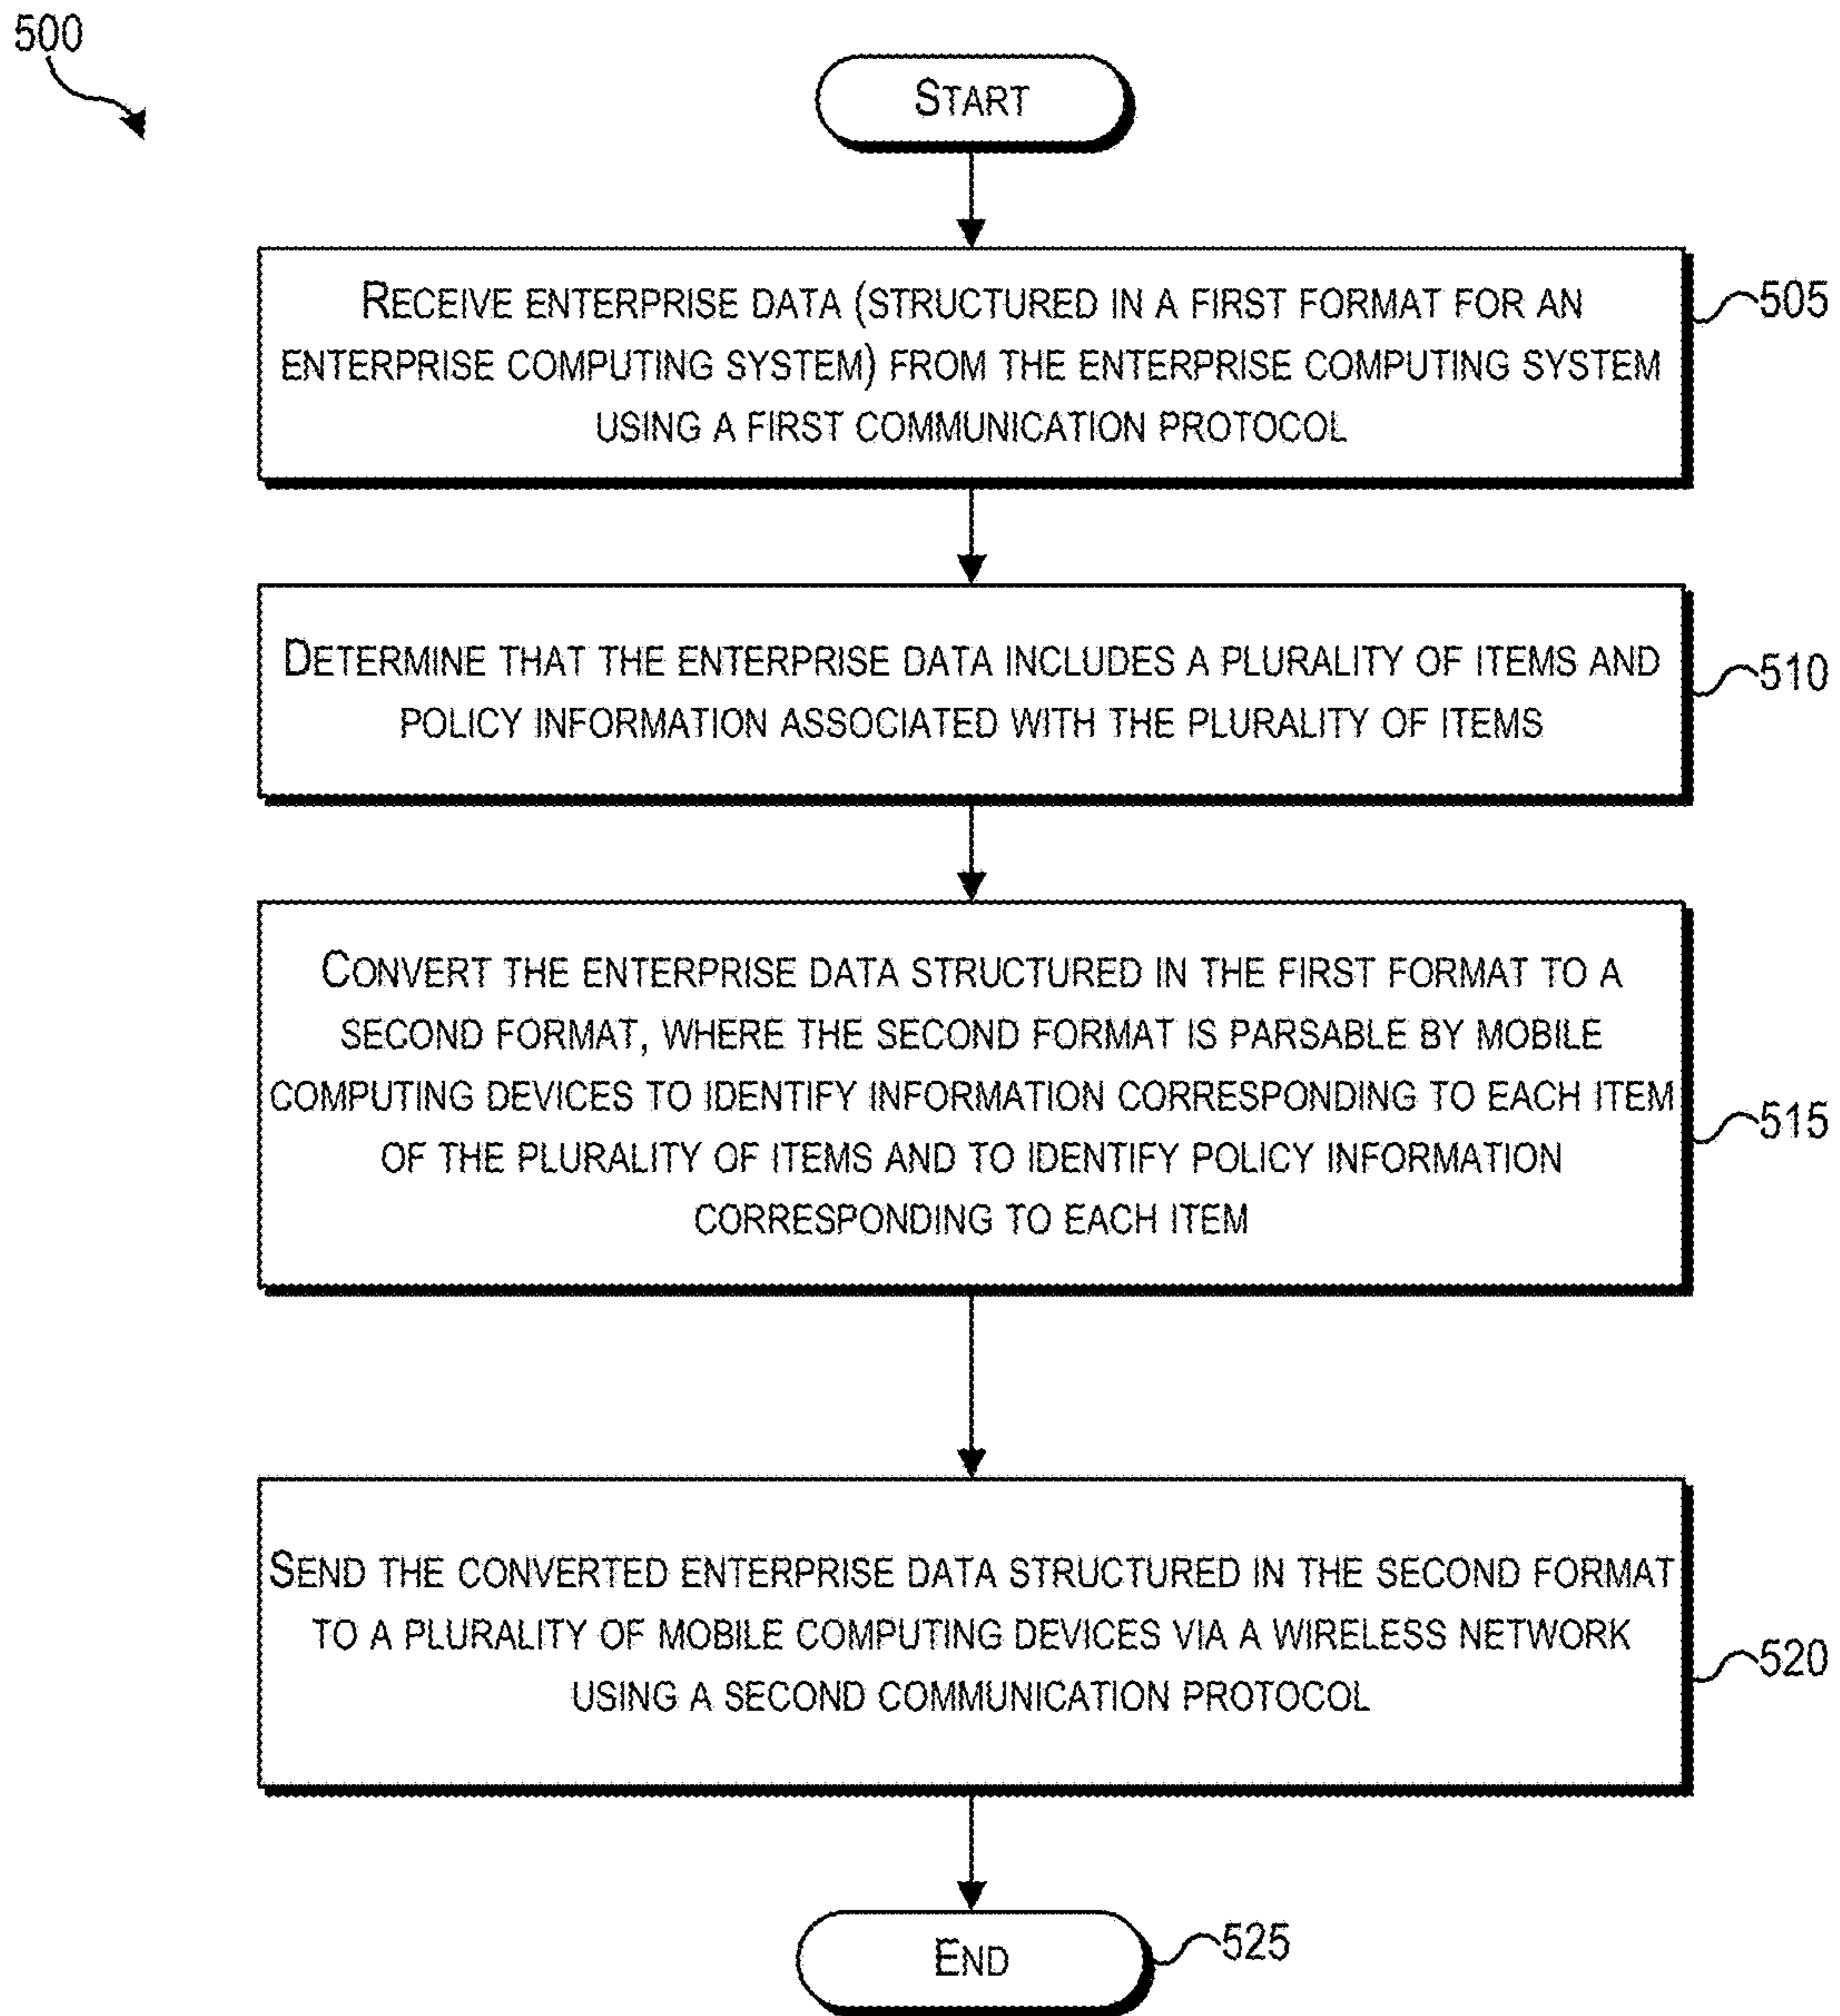 500
START
RECEIVE ENTERPRISE DATA (STRUCTURED IN A FIRST FORMAT FOR AN
ENTERPRISE COMPUTING SYSTEM) FROM THE ENTERPRISE COMPUTING SYSTEM
USING A FIRST COMMUNICATION PROTOCOL
505
DETERMINE THAT THE ENTERPRISE DATA INCLUDES A PLURALITY OF ITEMS AND
POLICY INFORMATION ASSOCIATED WITH THE PLURALITY OF ITEMS
510
CONVERT THE ENTERPRISE DATA STRUCTURED IN THE FIRST FORMAT TO A
SECOND FORMAT, WHERE THE SECOND FORMAT IS PARSABLE BY MOBILE
COMPUTING DEVICES TO IDENTIFY INFORMATION CORRESPONDING TO EACH ITEM
OF THE PLURALITY OF ITEMS AND TO IDENTIFY POLICY INFORMATION
CORRESPONDING TO EACH ITEM
515
SEND THE CONVERTED ENTERPRISE DATA STRUCTURED IN THE SECOND FORMAT
TO A PLURALITY OF MOBILE COMPUTING DEVICES VIA A WIRELESS NETWORK
USING A SECOND COMMUNICATION PROTOCOL
520
END
525